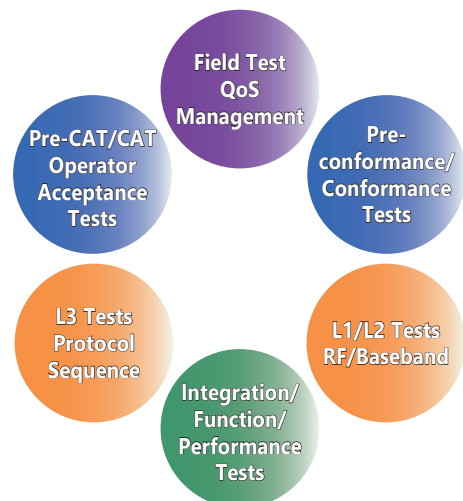 Field Test
QoS
Management
Pre-CAT/CAT
Operator
Acceptance
Tests
Pre-
conformance/
Conformance
Tests
L3 Tests
Protocol
Sequence
L1/L2 Tests
RF/Baseband
Integration/
Function/
Performance
Tests